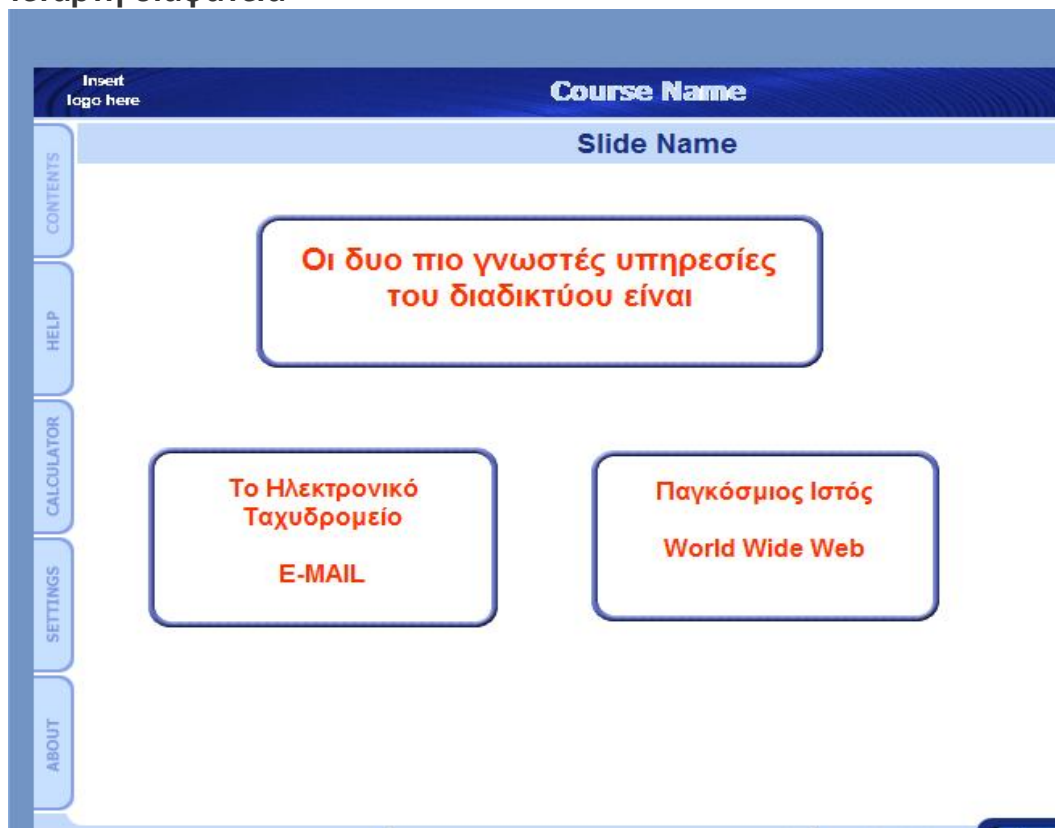 Insert
logo here
Course Name
Slide Name
CONTENTS
HELP
CALCULATOR
SETTINGS
ABOUT
Οι δυο πιο γνωστές υπηρεσίες
του διαδικτύου είναι
Το Ηλεκτρονικό
Ταχυδρομείο
E-MAIL
Παγκόσμιος Ιστός
World Wide Web